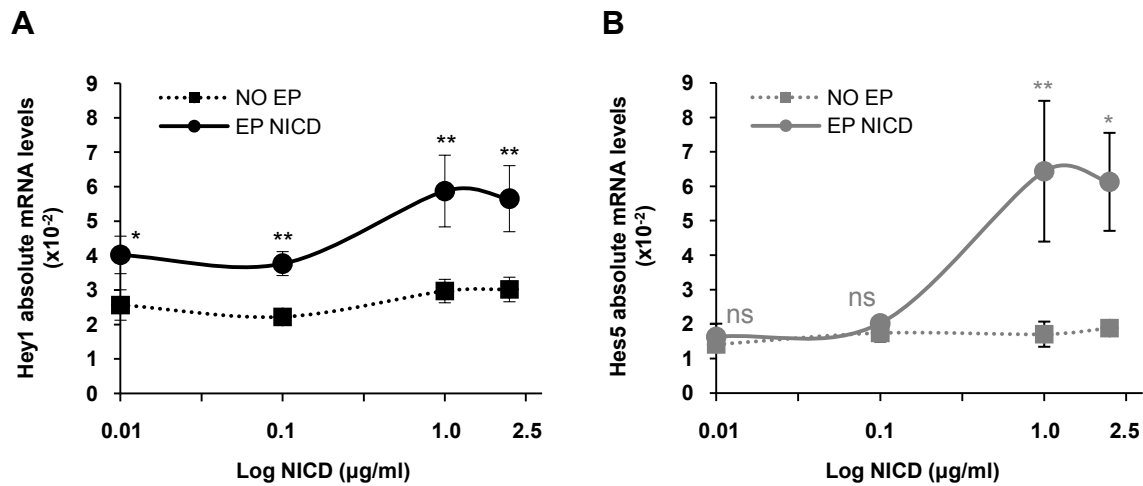 A
Hey1 absolute mRNA levels
(x10-2)
9
8
7
6
5
4
3
2
1
0
NO EP
EP NICD
*
**
**
**
0.01
0.1
1.0
2.5
Log NICD (µg/ml)
B
Hess5 absolute mRNA levels
(x10-2)
9
8
7
6
5
4
3
2
1
0
NO EP
EP NICD
ns
ns
**
*
0.01
0.1
1.0
2.5
Log NICD (µg/ml)